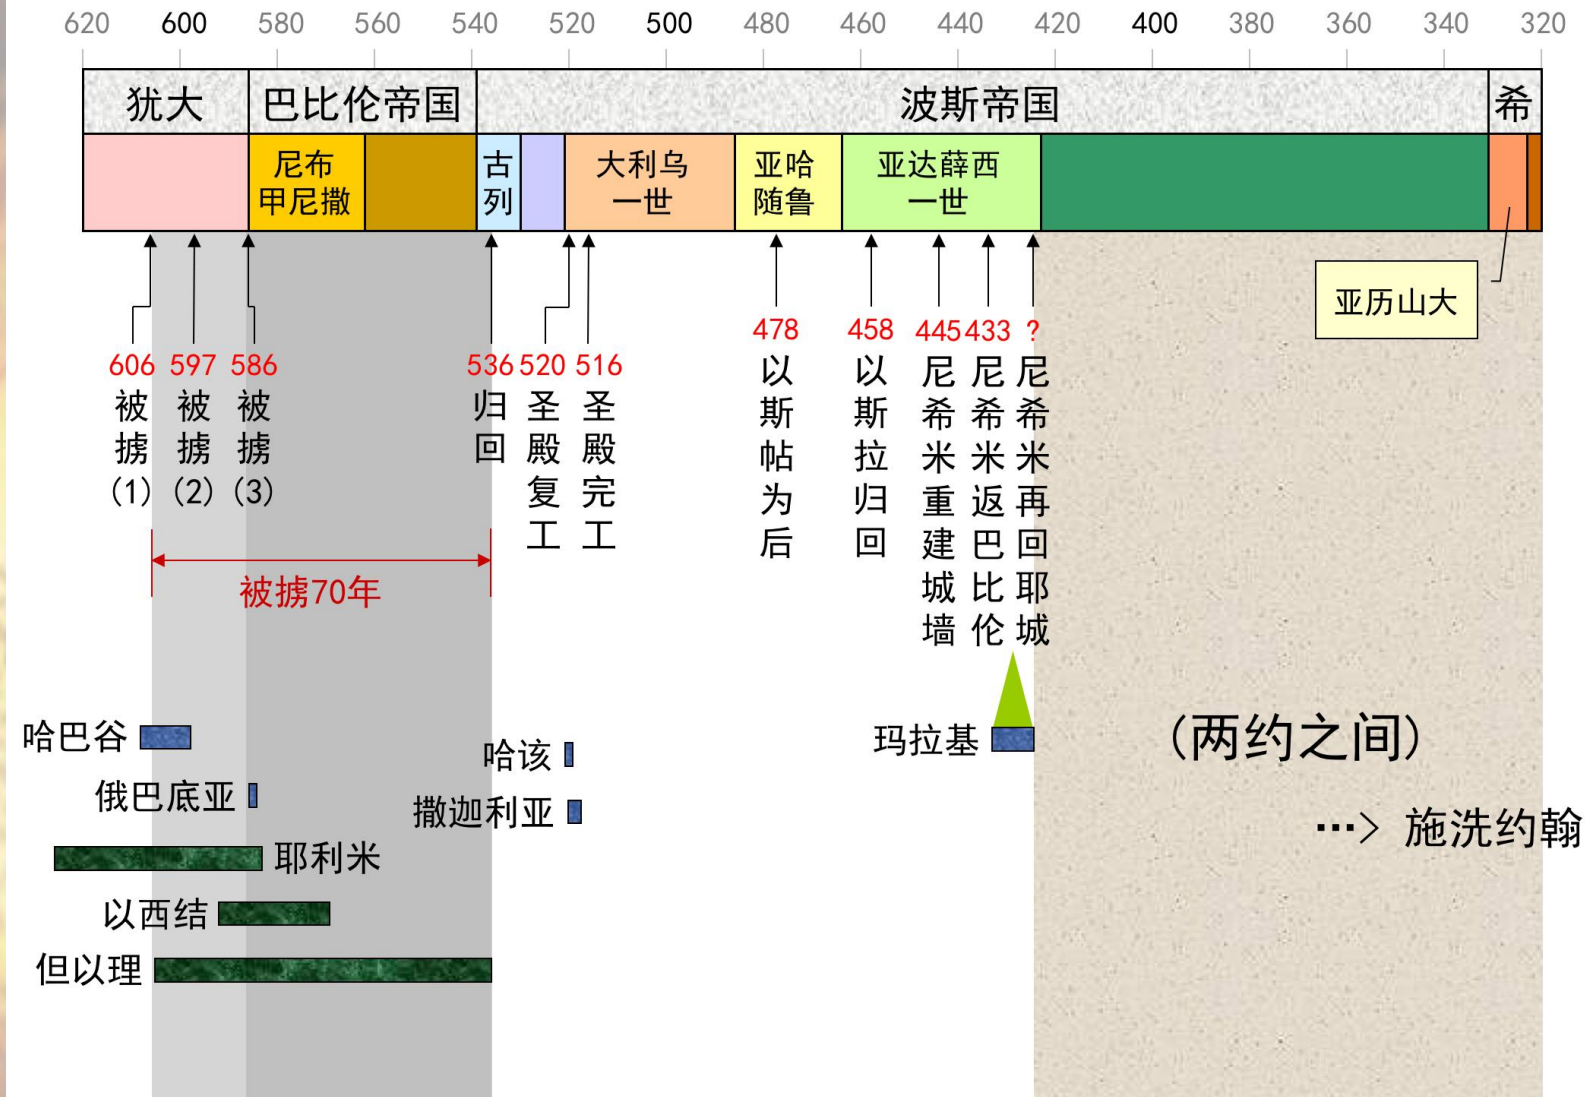 620 600 580 560 540 520 500 480 460 440 420 400 380 360 340 320
犹大 巴比伦帝国 波斯帝国 希
尼布甲尼撒 古列 大利乌一世 亚哈随鲁 亚达薛西一世
亚历山大
606 被掳(1)
597 被掳(2)
586 被掳(3)
536 归回
520 圣殿复工
516 圣殿完工
478 以斯帖为后
458 以斯拉归回
445 尼希米重建城墙
433 尼希米返巴比伦
? 尼希米再回耶城
被掳70年
哈巴谷
俄巴底亚
耶利米
以西结
但以理
哈该
撒迦利亚
玛拉基
(两约之间)
…> 施洗约翰